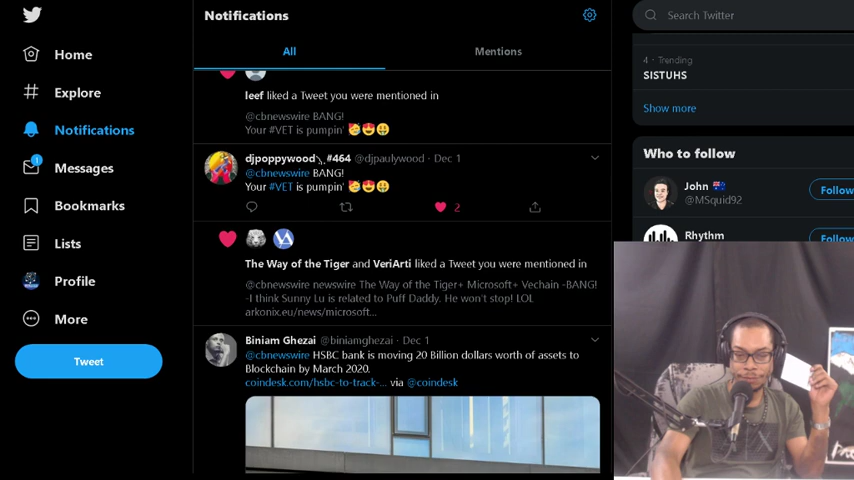 Notifications
Search Twitter
All
Mentions
Home
Explore
Notifications
1
Messages
Bookmarks
Lists
Profile
More
Tweet
leef liked a Tweet you were mentioned in
@cbnewswire BANG!
Your #VET is pumpin' 🥳😍🤑
djpoppywood ... #464 @djpaulywood · Dec 1
@cbnewswire BANG!
Your #VET is pumpin' 🥳😍🤑
2
The Way of the Tiger and VeriArti liked a Tweet you were mentioned in
@cbnewswire newswire The Way of the Tiger+ Microsoft+ Vechain -BANG!
-I think Sunny Lu is related to Puff Daddy. He won't stop! LOL
arkonix.eu/news/microsoft...
Biniam Ghezai @biniamghezai · Dec 1
@cbnewswire HSBC bank is moving 20 Billion dollars worth of assets to
Blockchain by March 2020.
coindesk.com/hsbc-to-track-... via @coindesk
4 · Trending
SISTUHS
Show more
Who to follow
John 🇦🇺
@MSquid92
Follow
Rhythm
Follow